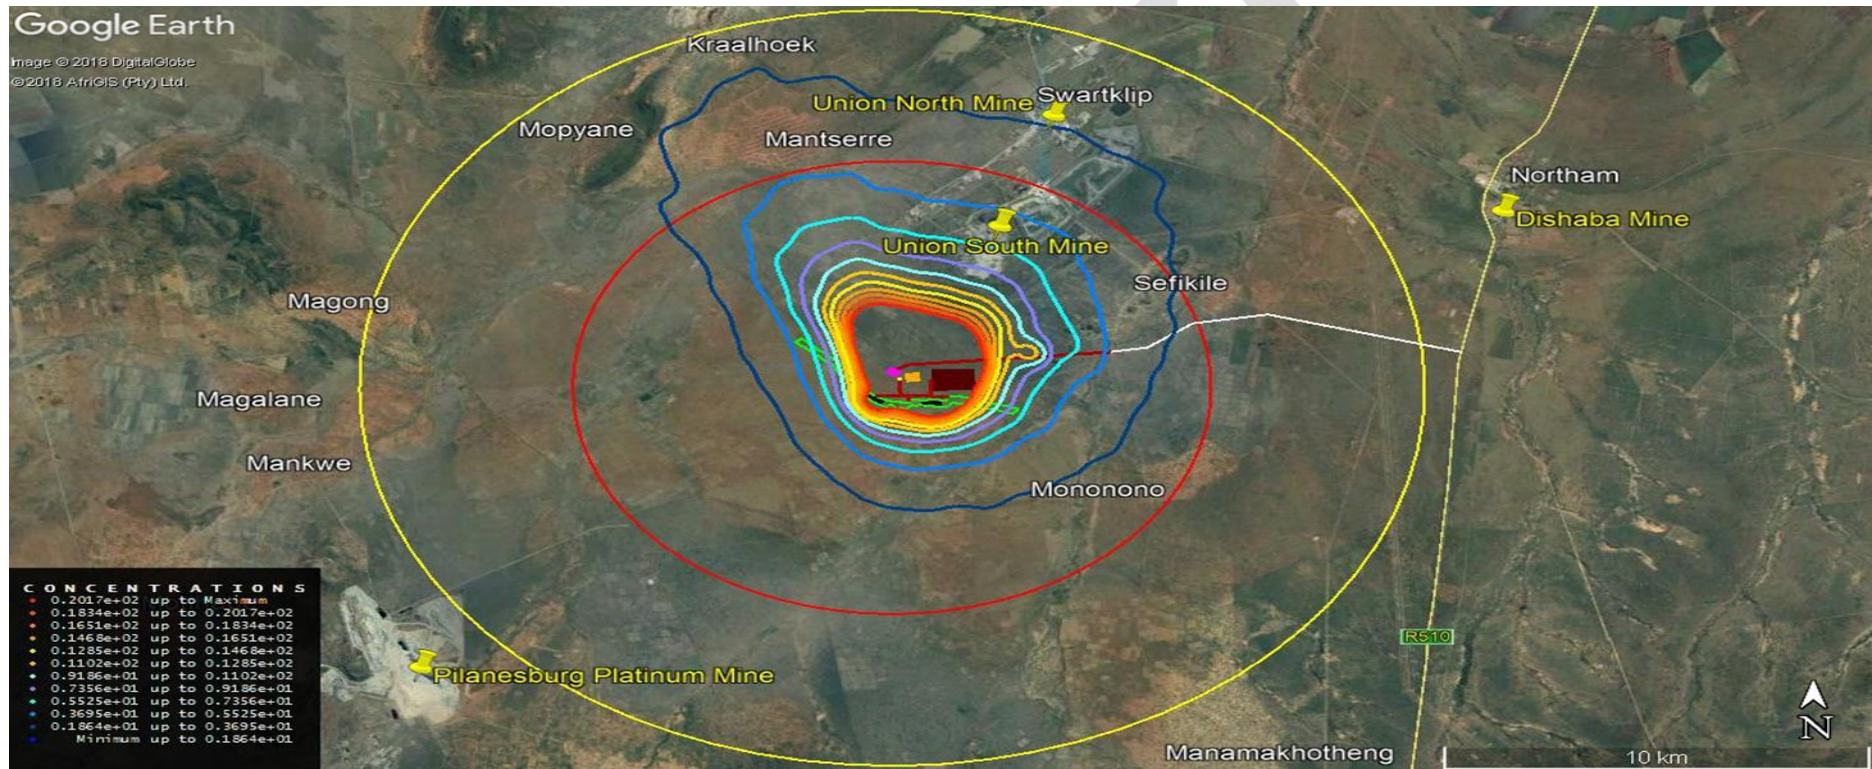 Google Earth
Image © 2018 DigitalGlobe
©2018 AfriGIS (Pty) Ltd.
Kraalhoek
Union North Mine
Swartklip
Mopyane
Mantserre
Northam
Dishaba Mine
Union South Mine
Sefikile
Magong
Magalane
Mankwe
Mononono
CONCENTRATIONS
0.2017e+02 up to Maximum
0.1834e+02 up to 0.2017e+02
0.1651e+02 up to 0.1834e+02
0.1468e+02 up to 0.1651e+02
0.1285e+02 up to 0.1468e+02
0.1102e+02 up to 0.1285e+02
0.9186e+01 up to 0.1102e+02
0.7356e+01 up to 0.9186e+01
0.5525e+01 up to 0.7356e+01
0.3695e+01 up to 0.5525e+01
0.1864e+01 up to 0.3695e+01
Minimum up to 0.1864e+01
R510
Pilanesburg Platinum Mine
N
Manamakhotheng
10 km